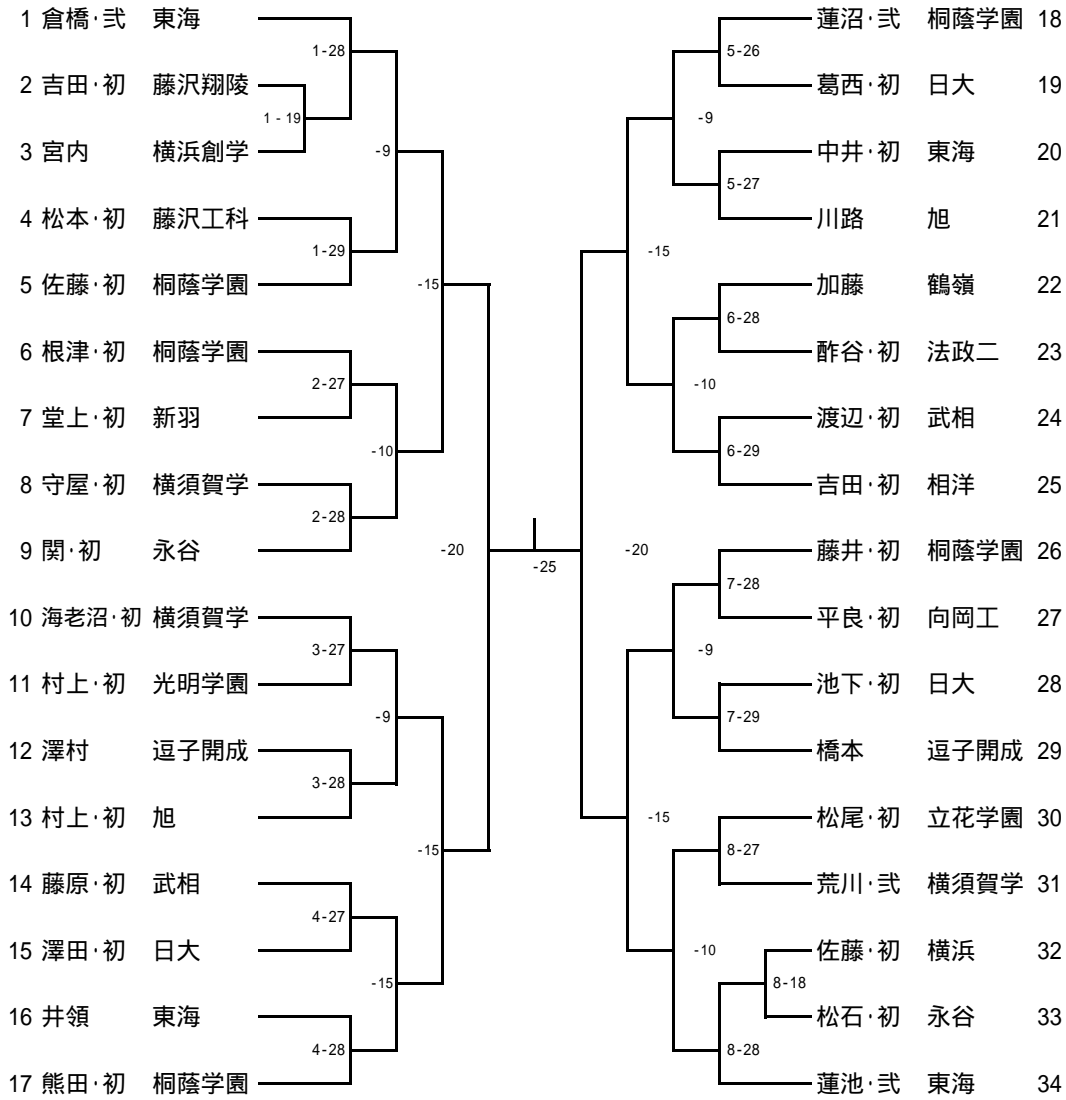 1 倉橋·弐 東海
2 吉田·初 藤沢翔陵
3 宮内 横浜創学
4 松本·初 藤沢工科
5 佐藤·初 桐蔭学園
6 根津·初 桐蔭学園
7 堂上·初 新羽
8 守屋·初 横須賀学
9 関·初 永谷
10 海老沼·初 横須賀学
11 村上·初 光明学園
12 澤村 逗子開成
13 村上·初 旭
14 藤原·初 武相
15 澤田·初 日大
16 井領 東海
17 熊田·初 桐蔭学園
1-28
1 - 19
1-29
2-27
2-28
3-27
3-28
4-27
4-28
-9
-10
-9
-15
-15
-15
-20
-25
-20
-15
-15
-9
-10
-9
-10
5-26
5-27
6-28
6-29
7-28
7-29
8-27
8-18
8-28
蓮沼·弐 桐蔭学園 18
葛西·初 日大 19
中井·初 東海 20
川路 旭 21
加藤 鶴嶺 22
酢谷·初 法政二 23
渡辺·初 武相 24
吉田·初 相洋 25
藤井·初 桐蔭学園 26
平良·初 向岡工 27
池下·初 日大 28
橋本 逗子開成 29
松尾·初 立花学園 30
荒川·弐 横須賀学 31
佐藤·初 横浜 32
松石·初 永谷 33
蓮池·弐 東海 34